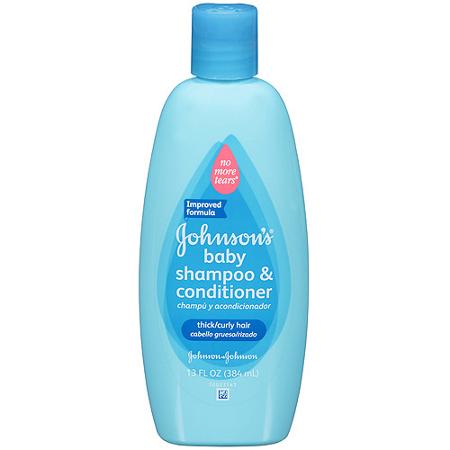 no
more
tears®
Improved
formula
Johnson's®
baby
shampoo &
conditioner
champú y acondicionador
thick/curly hair
cabello grueso/rizado
Johnson & Johnson
13 FL OZ (384 mL)